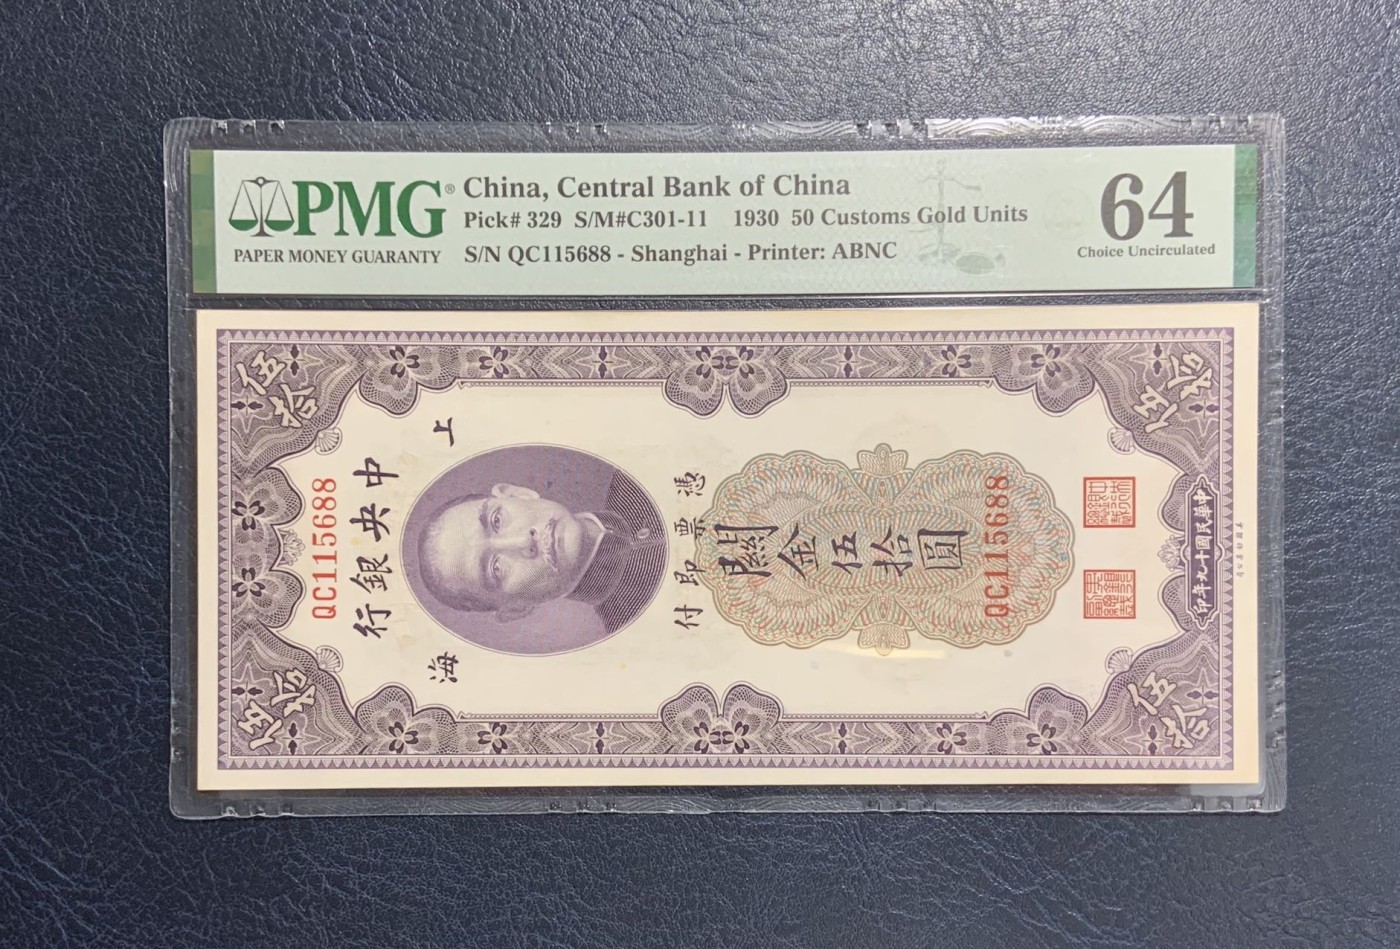 PMG® China, Central Bank of China 64
Pick# 329 S/M#C301-11 1930 50 Customs Gold Units
PAPER MONEY GUARANTY S/N QC115688 - Shanghai - Printer: ABNC Choice Uncirculated
伍拾
伍拾
QC115688
中央銀行
上海
憑票即付
關金伍拾圓
QC115688
中華民國十九年印
伍拾
伍拾